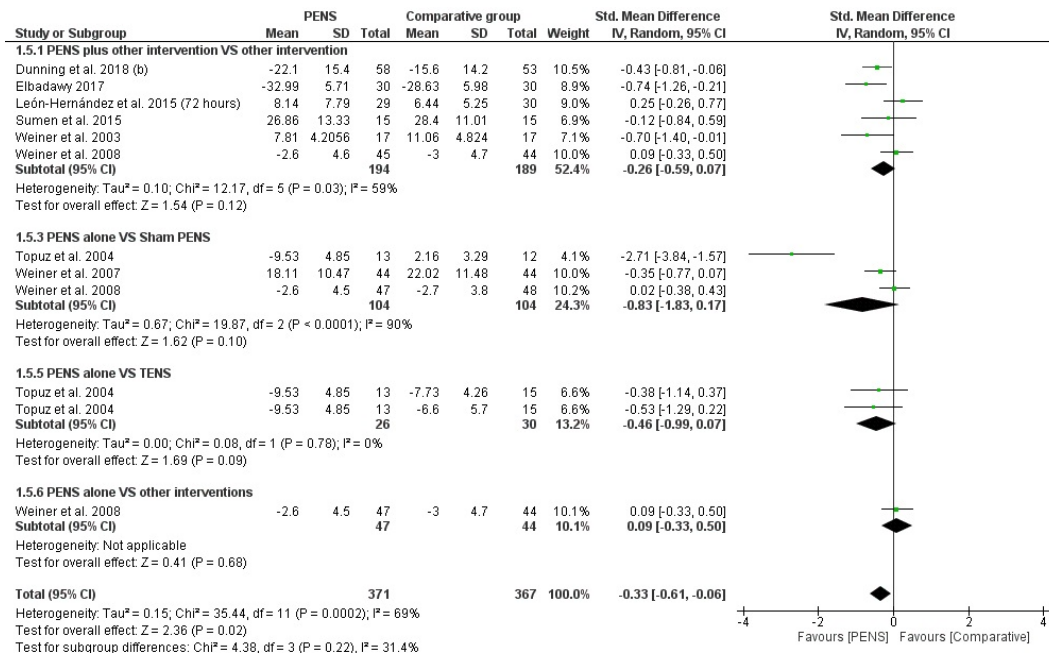 PENS Comparative group Std. Mean Difference Std. Mean Difference
Study or Subgroup Mean SD Total Mean SD Total Weight IV, Random, 95% CI IV, Random, 95% CI
1.5.1 PENS plus other intervention VS other intervention
Dunning et al. 2018 (b) -22.1 15.4 58 -15.6 14.2 53 10.5% -0.43 [-0.81, -0.06]
Elbadawy 2017 -32.99 5.71 30 -28.63 5.98 30 8.9% -0.74 [-1.26, -0.21]
León-Hernández et al. 2015 (72 hours) 8.14 7.79 29 6.44 5.25 30 9.0% 0.25 [-0.26, 0.77]
Sumen et al. 2015 26.86 13.33 15 28.4 11.01 15 6.9% -0.12 [-0.84, 0.59]
Weiner et al. 2003 7.81 4.2056 17 11.06 4.824 17 7.1% -0.70 [-1.40, -0.01]
Weiner et al. 2008 -2.6 4.6 45 -3 4.7 44 10.0% 0.09 [-0.33, 0.50]
Subtotal (95% CI) 194 189 52.4% -0.26 [-0.59, 0.07]
Heterogeneity: Tau² = 0.10; Chi² = 12.17, df = 5 (P = 0.03); I² = 59%
Test for overall effect: Z = 1.54 (P = 0.12)
1.5.3 PENS alone VS Sham PENS
Topuz et al. 2004 -9.53 4.85 13 2.16 3.29 12 4.1% -2.71 [-3.84, -1.57]
Weiner et al. 2007 18.11 10.47 44 22.02 11.48 44 10.0% -0.35 [-0.77, 0.07]
Weiner et al. 2008 -2.6 4.5 47 -2.7 3.8 48 10.2% 0.02 [-0.38, 0.43]
Subtotal (95% CI) 104 104 24.3% -0.83 [-1.83, 0.17]
Heterogeneity: Tau² = 0.67; Chi² = 19.87, df = 2 (P < 0.0001); I² = 90%
Test for overall effect: Z = 1.62 (P = 0.10)
1.5.5 PENS alone VS TENS
Topuz et al. 2004 -9.53 4.85 13 -7.73 4.26 15 6.6% -0.38 [-1.14, 0.37]
Topuz et al. 2004 -9.53 4.85 13 -6.6 5.7 15 6.6% -0.53 [-1.29, 0.22]
Subtotal (95% CI) 26 30 13.2% -0.46 [-0.99, 0.07]
Heterogeneity: Tau² = 0.00; Chi² = 0.08, df = 1 (P = 0.78); I² = 0%
Test for overall effect: Z = 1.69 (P = 0.09)
1.5.6 PENS alone VS other interventions
Weiner et al. 2008 -2.6 4.5 47 -3 4.7 44 10.1% 0.09 [-0.33, 0.50]
Subtotal (95% CI) 47 44 10.1% 0.09 [-0.33, 0.50]
Heterogeneity: Not applicable
Test for overall effect: Z = 0.41 (P = 0.68)
Total (95% CI) 371 367 100.0% -0.33 [-0.61, -0.06]
Heterogeneity: Tau² = 0.15; Chi² = 35.44, df = 11 (P = 0.0002); I² = 69%
Test for overall effect: Z = 2.36 (P = 0.02)
Test for subgroup differences: Chi² = 4.38, df = 3 (P = 0.22), I² = 31.4%
-4 -2 0 2 4
Favours [PENS] Favours [Comparative]